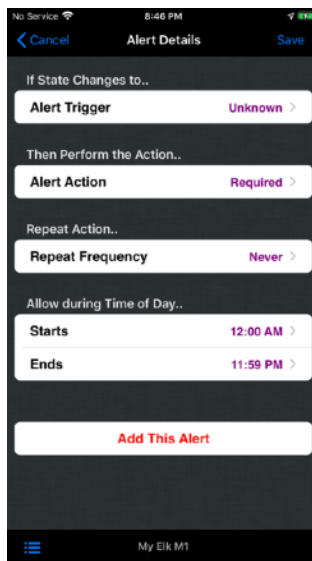 No Service 8:46 PM
Cancel Alert Details Save
If State Changes to..
Alert Trigger Unknown
Then Perform the Action..
Alert Action Required
Repeat Action..
Repeat Frequency Never
Allow during Time of Day..
Starts 12:00 AM
Ends 11:59 PM
Add This Alert
My Elk M1